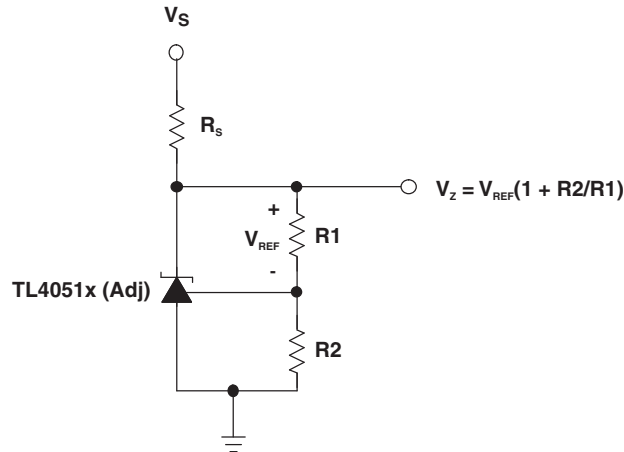 VS
RS
VZ = VREF(1 + R2/R1)
+
VREF
R1
-
TL4051x (Adj)
R2